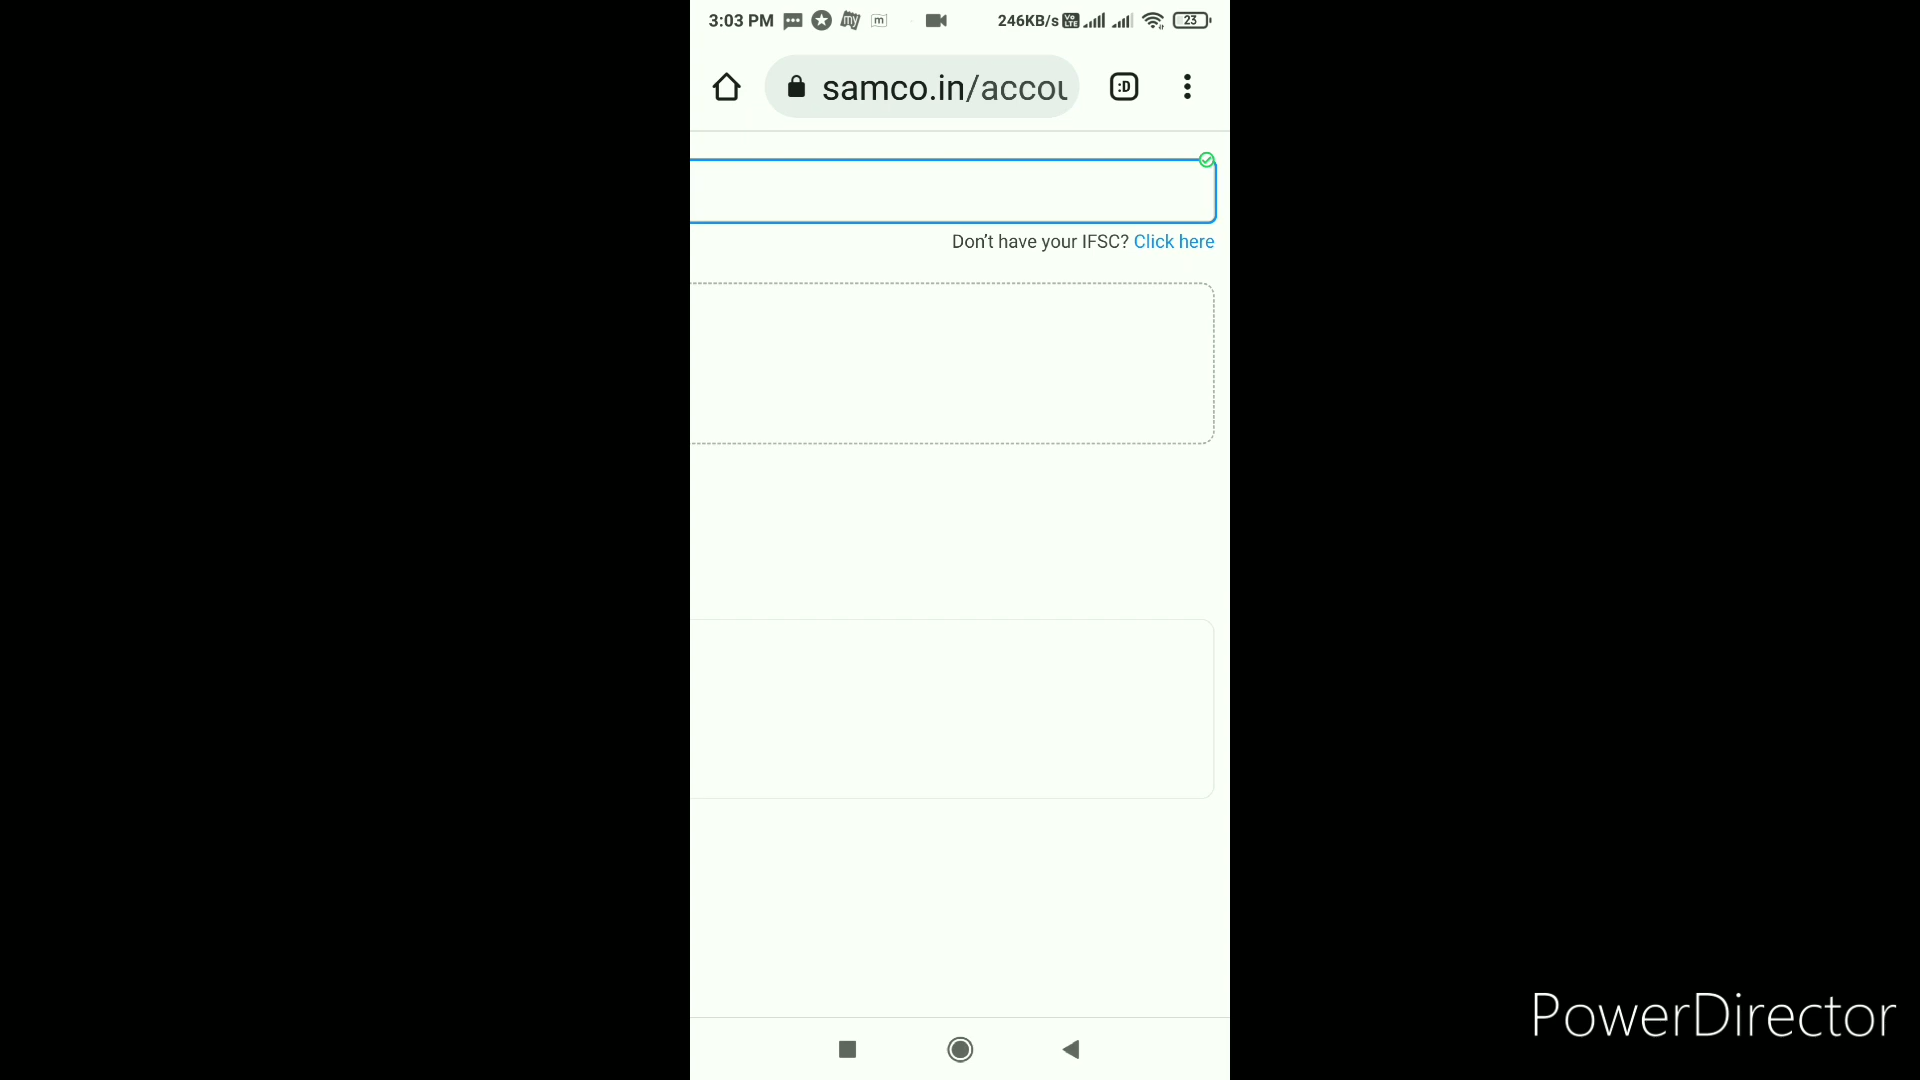 3:03 PM
246KB/s
23
samco.in/accou
:D
Don't have your IFSC? Click here
PowerDirector